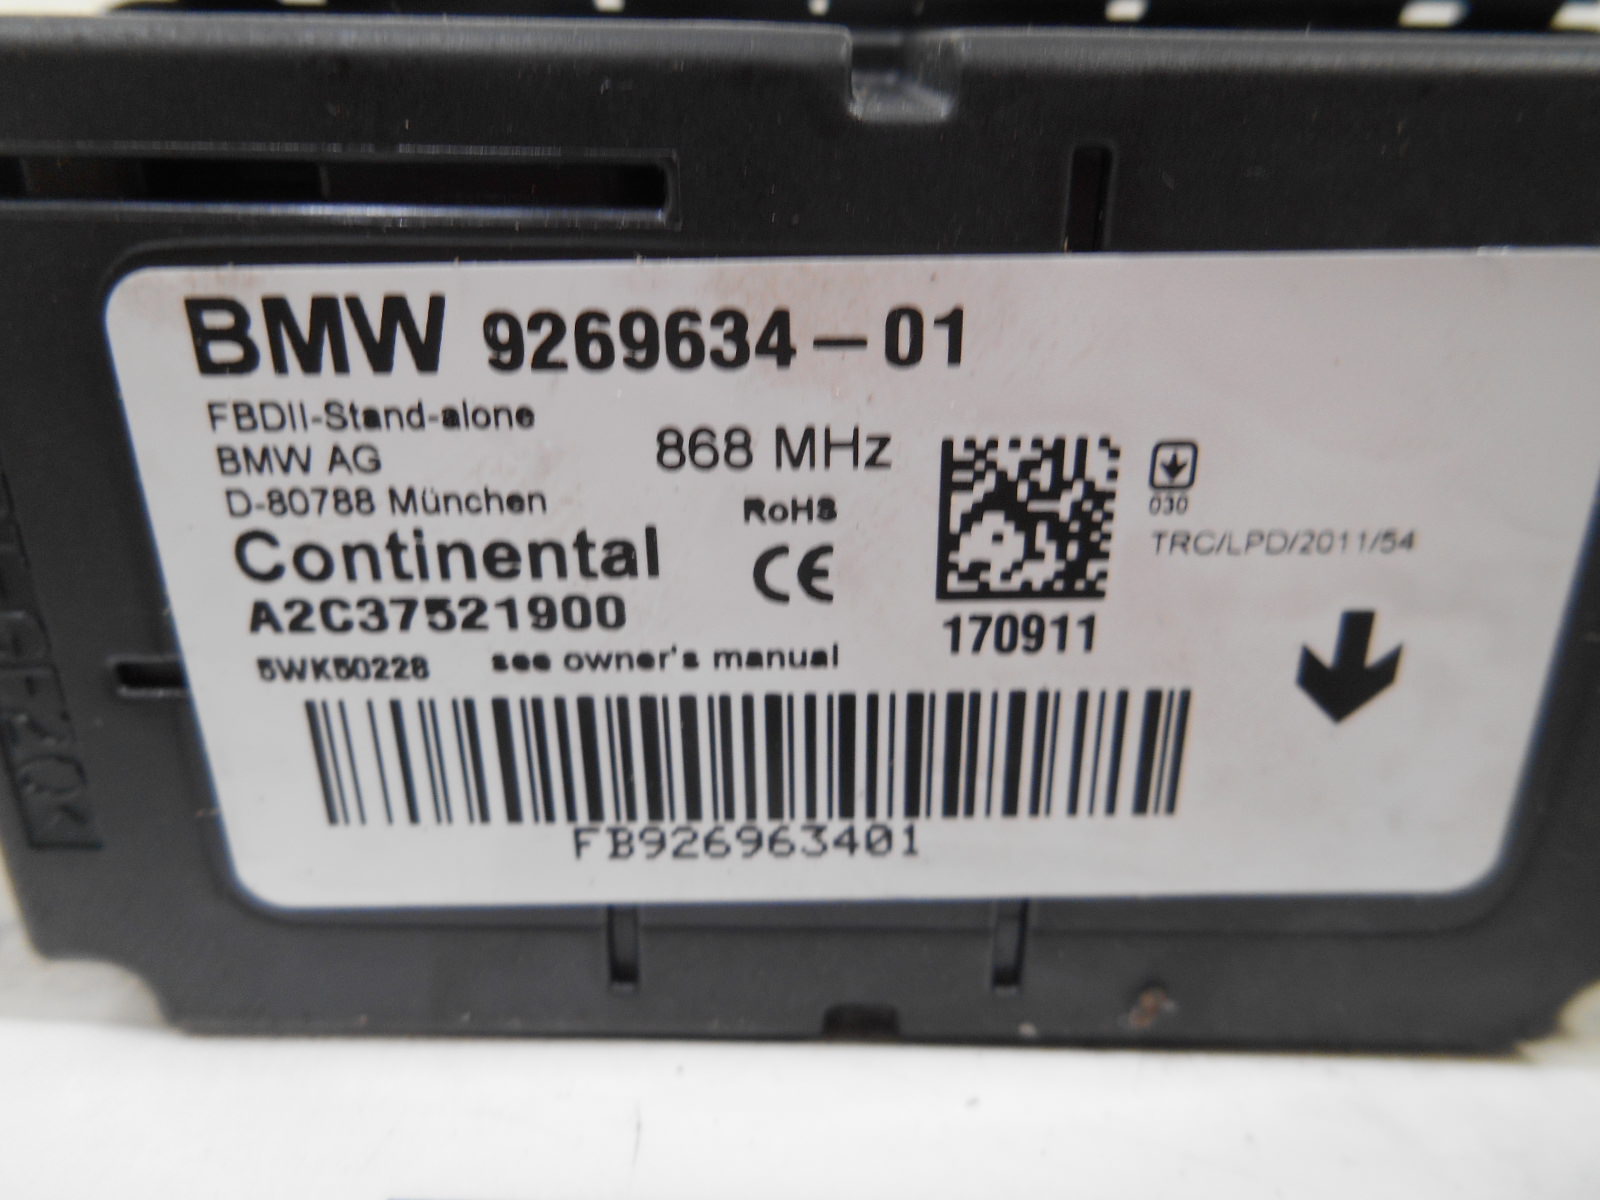 BMW 9269634-01
FBDII-Stand-alone
BMW AG
868 MHz
D-80788 München
RoHS
Continental
CE
A2C37521900
5WK50228 see owner's manual
030
TRC/LPD/2011/54
170911
FB926963401